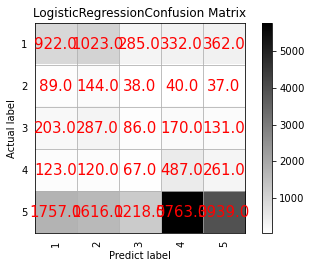 LogisticRegressionConfusion Matrix
1 922.0 1023.0 285.0 332.0 362.0
2 89.0 144.0 38.0 40.0 37.0
3 203.0 287.0 86.0 170.0 131.0
4 123.0 120.0 67.0 487.0 261.0
5 1757.0 1616.0 1218.0 5763.0 3939.0
1 2 3 4 5
Predict label
Actual label
5000
4000
3000
2000
1000